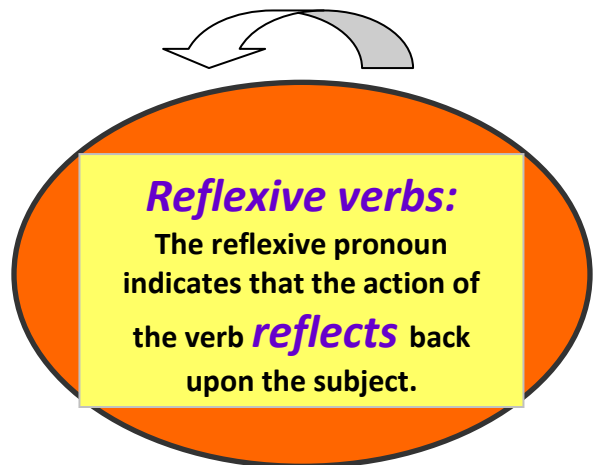 Reflexive verbs:
The reflexive pronoun
indicates that the action of
the verb reflects back
upon the subject.